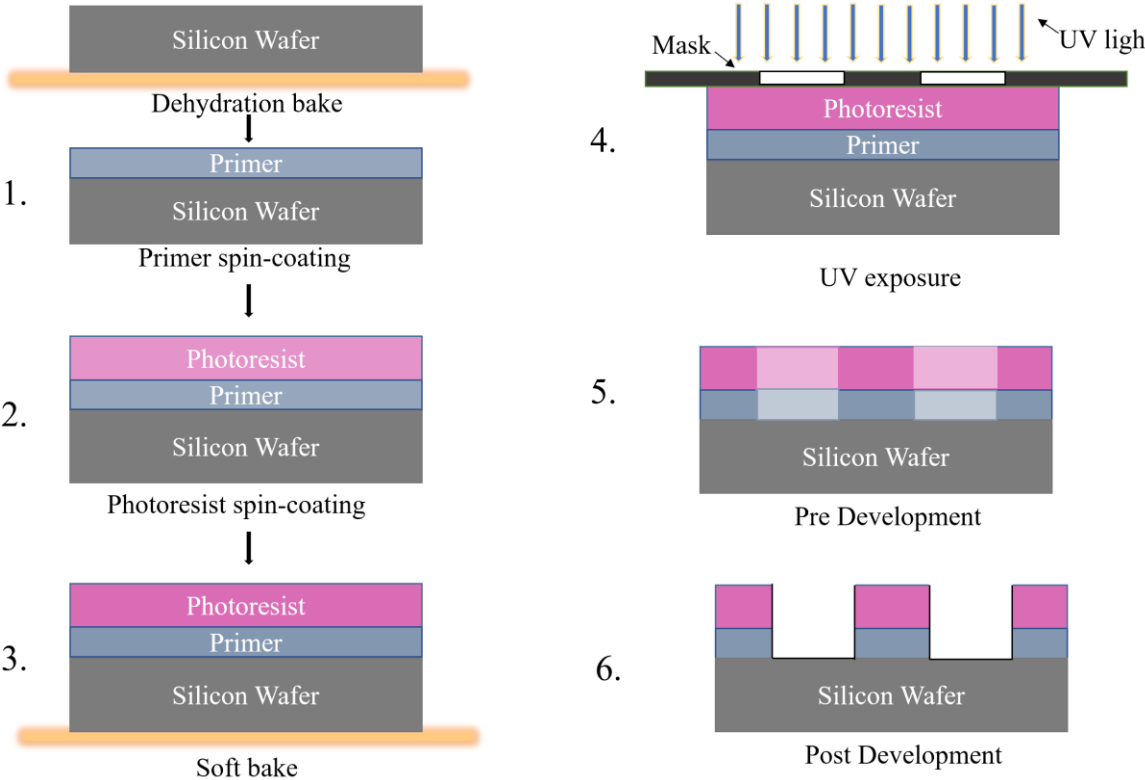 Silicon Wafer
Dehydration bake
1.
Primer
Silicon Wafer
Primer spin-coating
2.
Photoresist
Primer
Silicon Wafer
Photoresist spin-coating
3.
Photoresist
Primer
Silicon Wafer
Soft bake
Mask
UV ligh
4.
Photoresist
Primer
Silicon Wafer
UV exposure
5.
Silicon Wafer
Pre Development
6.
Silicon Wafer
Post Development